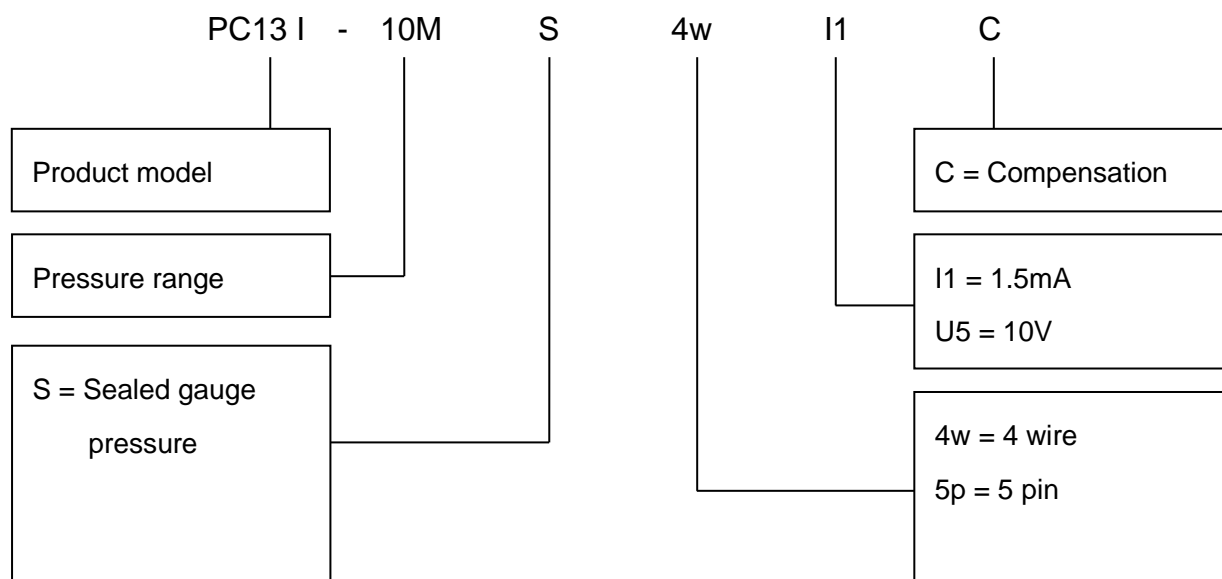 PC13 I - 10M S 4w I1 C
Product model
Pressure range
S = Sealed gauge
pressure
C = Compensation
I1 = 1.5mA
U5 = 10V
4w = 4 wire
5p = 5 pin